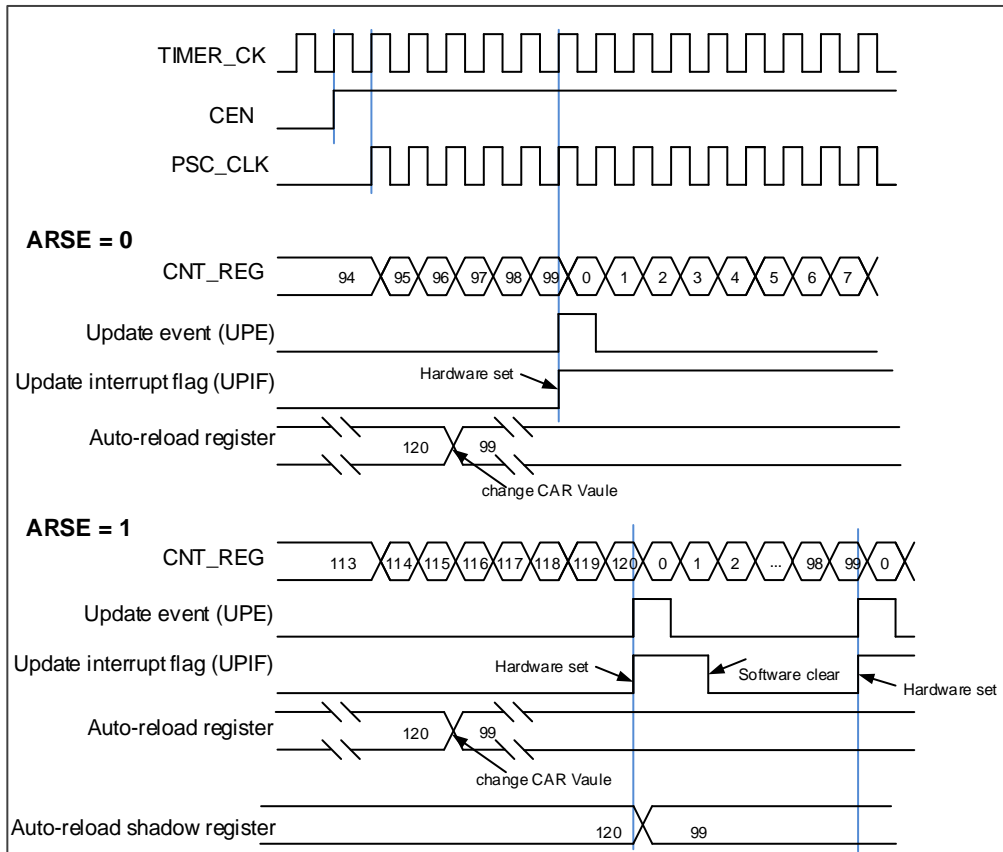 TIMER_CK
CEN
PSC_CLK
ARSE = 0
CNT_REG 94 95 96 97 98 99 0 1 2 3 4 5 6 7
Update event (UPE)
Update interrupt flag (UPIF) Hardware set
Auto-reload register 120 99
change CAR Vaule
ARSE = 1
CNT_REG 113 114 115 116 117 118 119 120 0 1 2 ... 98 99 0
Update event (UPE)
Update interrupt flag (UPIF) Hardware set Software clear Hardware set
Auto-reload register 120 99
change CAR Vaule
Auto-reload shadow register 120 99